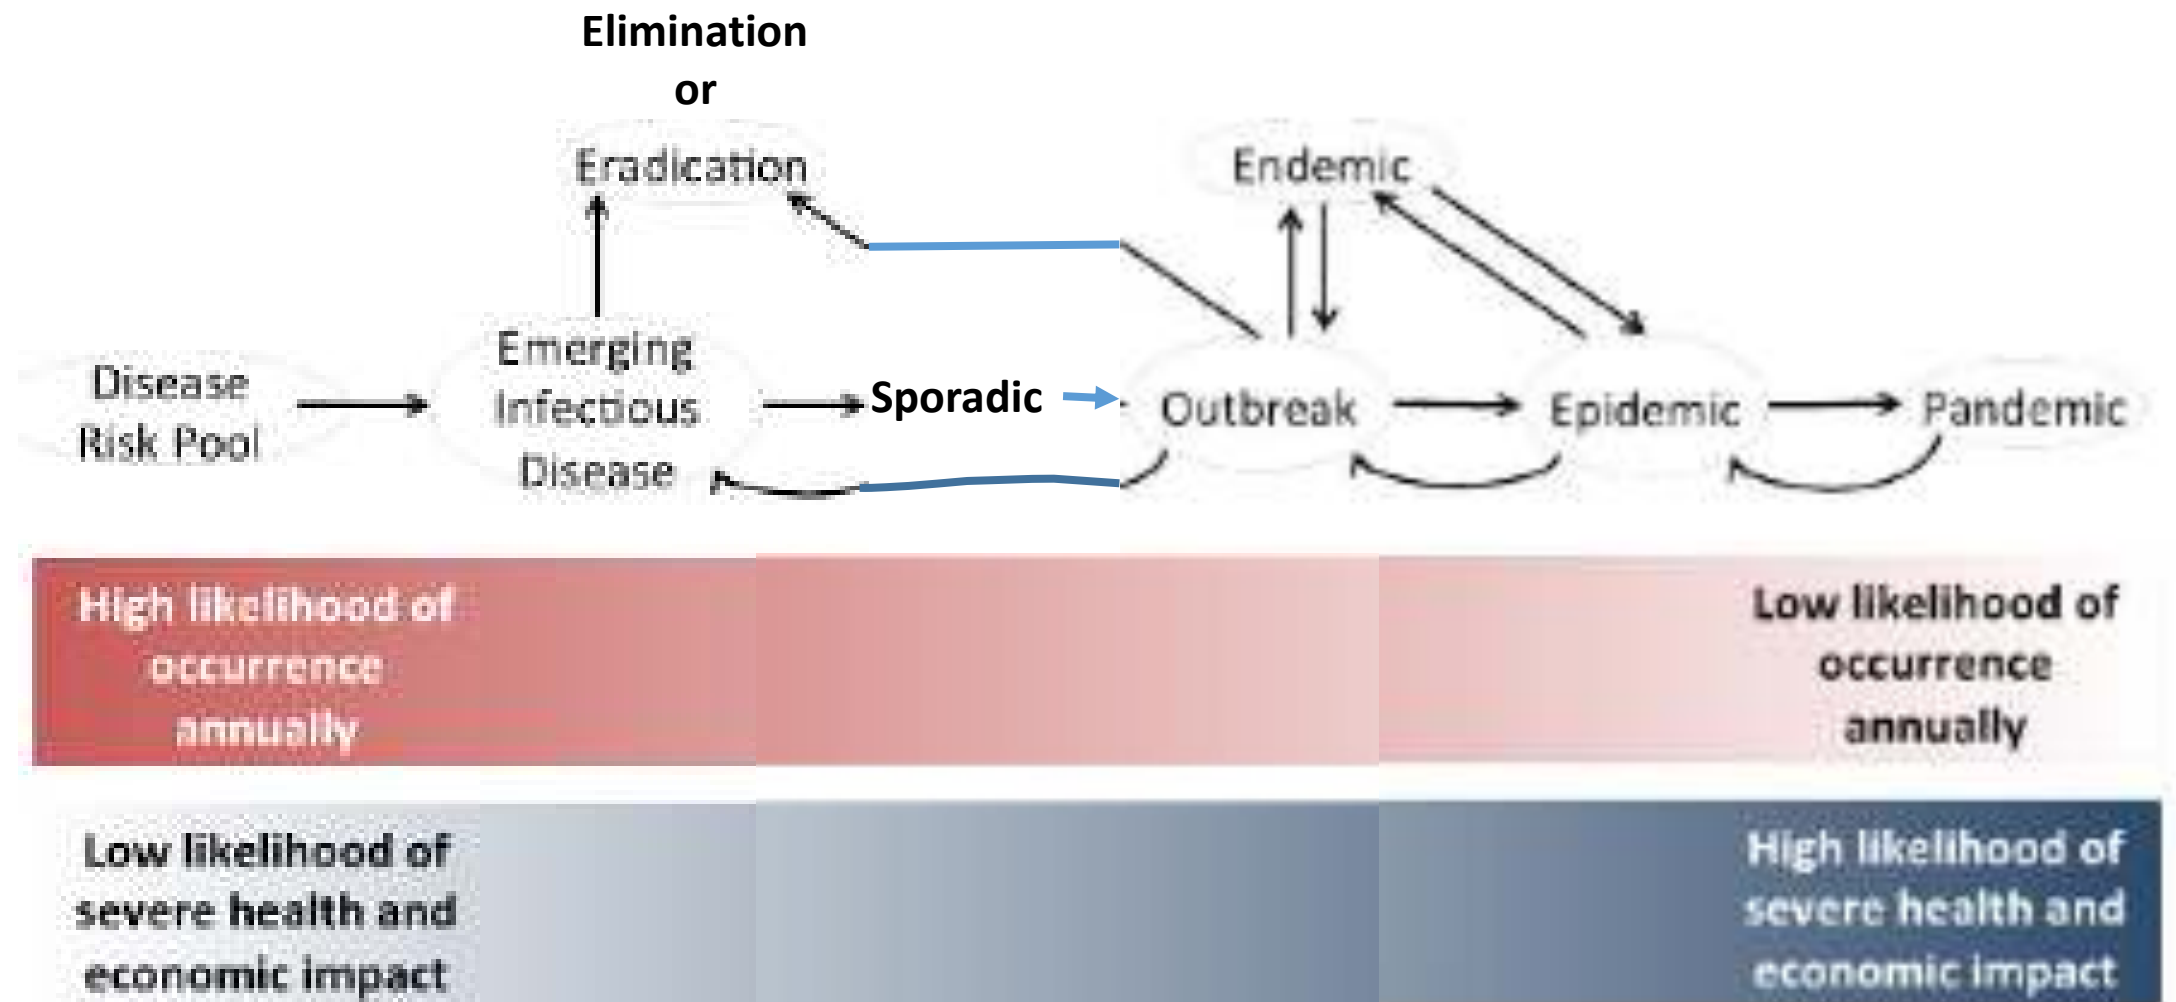 Elimination
or
Eradication
Endemic
Disease
Risk Pool
Emerging
Infectious
Disease
Sporadic
Outbreak
Epidemic
Pandemic
High likelihood of
occurrence
annually
Low likelihood of
occurrence
annually
Low likelihood of
severe health and
economic impact
High likelihood of
severe health and
economic impact